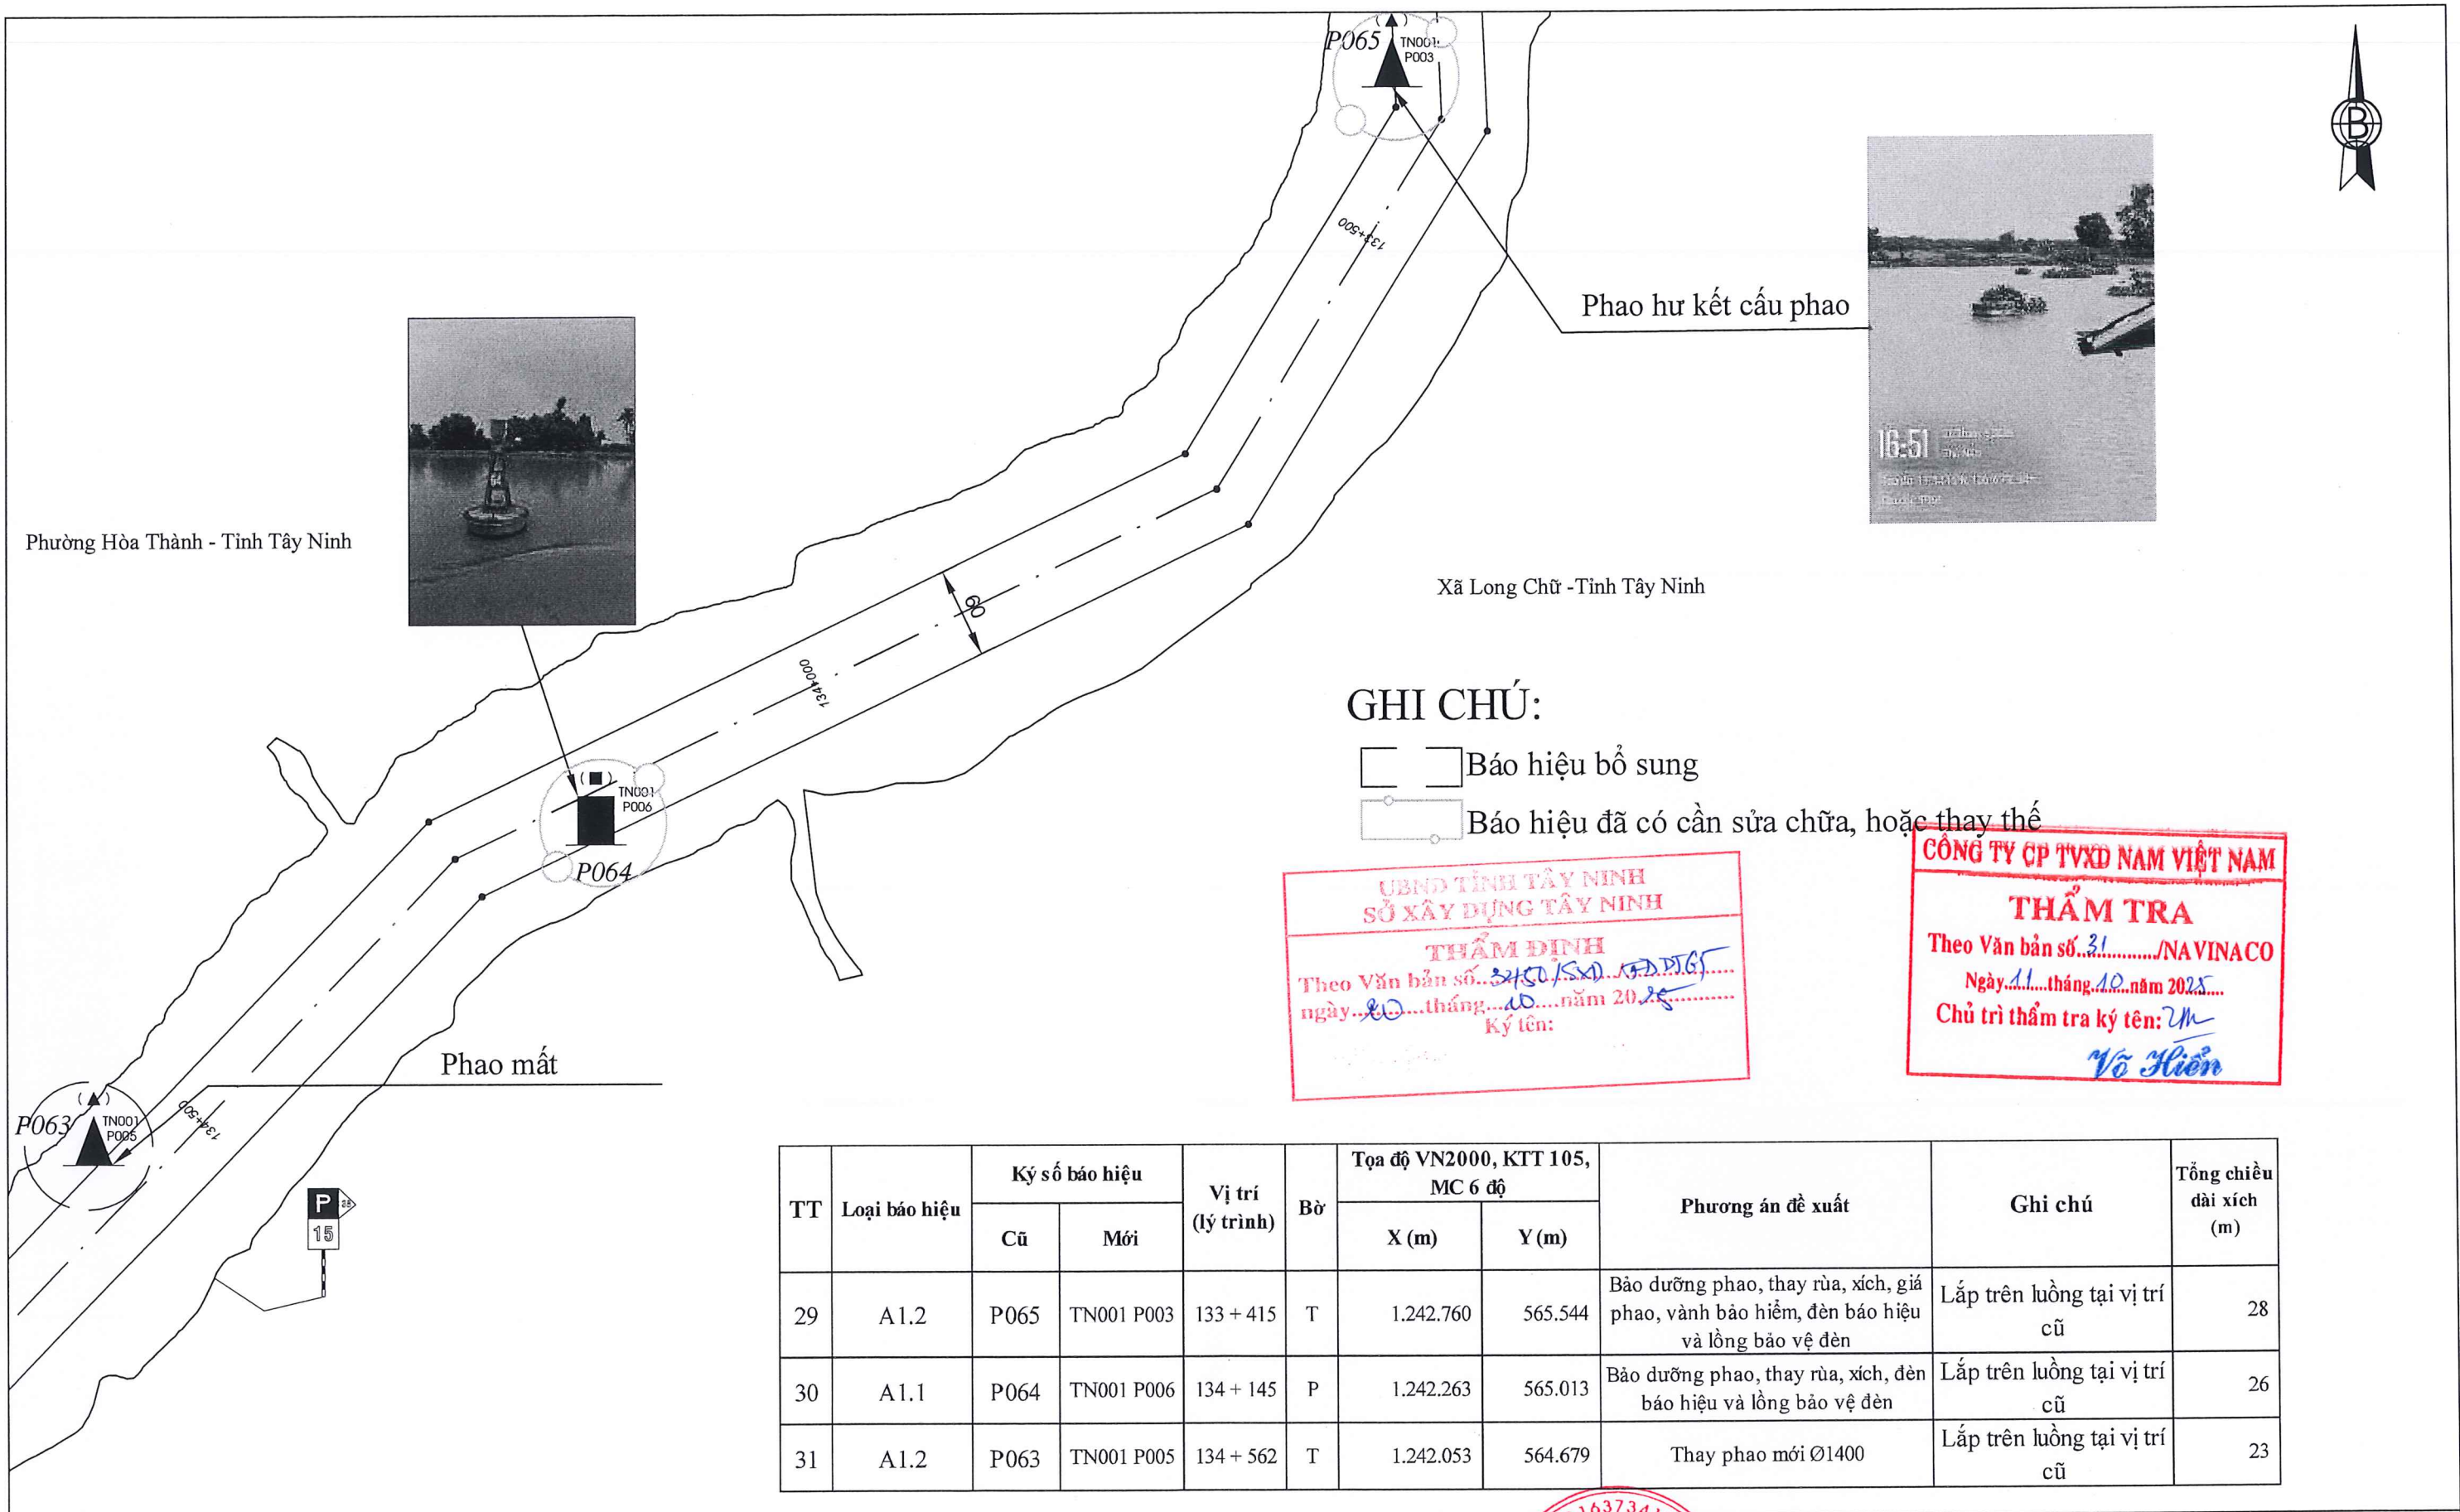 P065
TN001
P003
B
133+500
Phao hư kết cấu phao
16:51
Phường Hòa Thành - Tỉnh Tây Ninh
Xã Long Chữ -Tỉnh Tây Ninh
60
134+000
TN001
P006
P064
GHI CHÚ:
Báo hiệu bổ sung
Báo hiệu đã có cần sửa chữa, hoặc thay thế
UBND TỈNH TÂY NINH
SỞ XÂY DỰNG TÂY NINH
THẨM ĐỊNH
Theo Văn bản số
ngày 20 tháng 10 năm 2025
Ký tên:
CÔNG TY CP TVXD NAM VIỆT NAM
THẨM TRA
Theo Văn bản số..31............/NAVINACO
Ngày.11....tháng.10..năm 2025....
Chủ trì thẩm tra ký tên:
Võ Hiển
Phao mất
P063
TN001
P005
134+500
P
15
TT | Loại báo hiệu | Ký số báo hiệu | Vị trí (lý trình) | Bờ | Tọa độ VN2000, KTT 105, MC 6 độ | Phương án đề xuất | Ghi chú | Tổng chiều dài xích (m)
Cũ | Mới | X (m) | Y (m)
29 | A1.2 | P065 | TN001 P003 | 133 + 415 | T | 1.242.760 | 565.544 | Bảo dưỡng phao, thay rùa, xích, giá phao, vành bảo hiểm, đèn báo hiệu và lồng bảo vệ đèn | Lắp trên luồng tại vị trí cũ | 28
30 | A1.1 | P064 | TN001 P006 | 134 + 145 | P | 1.242.263 | 565.013 | Bảo dưỡng phao, thay rùa, xích, đèn báo hiệu và lồng bảo vệ đèn | Lắp trên luồng tại vị trí cũ | 26
31 | A1.2 | P063 | TN001 P005 | 134 + 562 | T | 1.242.053 | 564.679 | Thay phao mới Ø1400 | Lắp trên luồng tại vị trí cũ | 23